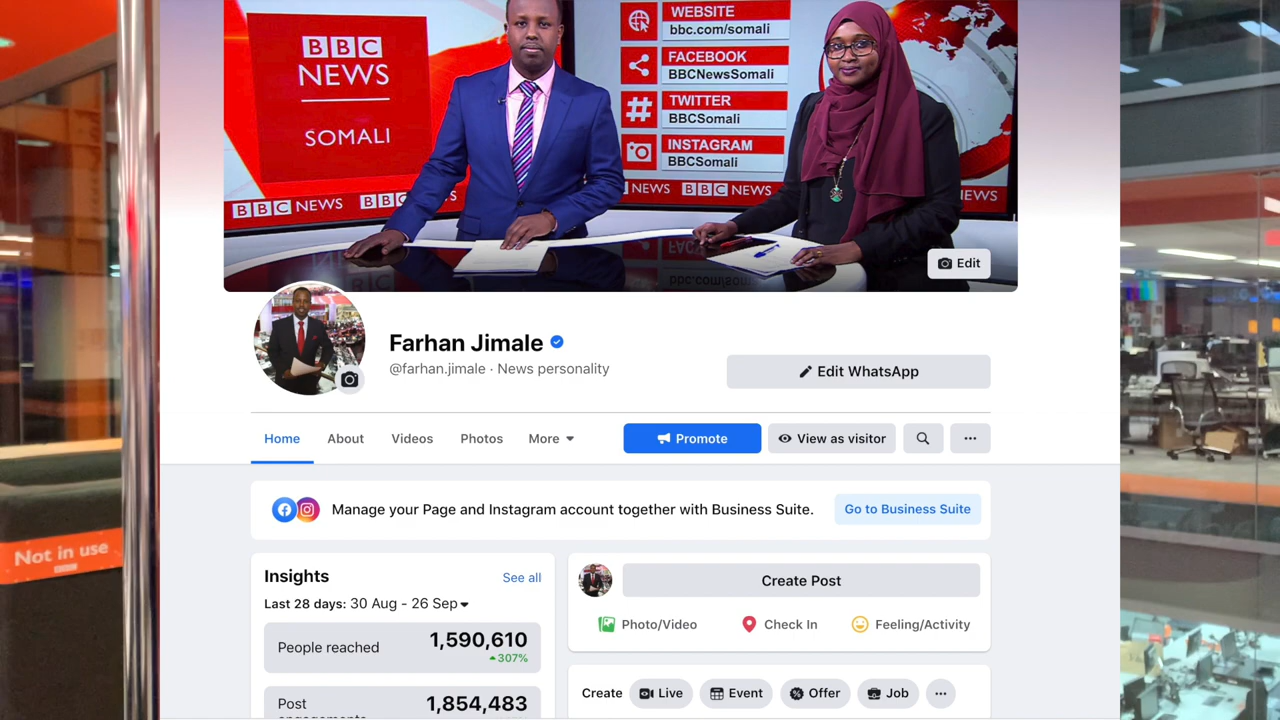 BBC
NEWS
SOMALI
WEBSITE
bbc.com/somali
FACEBOOK
BBCNewsSomali
TWITTER
BBCSomali
INSTAGRAM
BBCSomali
BBC NEWS
BBC
NEWS
BBC NEWS
NEWS
Edit
Farhan Jimale
@farhan.jimale · News personality
Edit WhatsApp
Home About Videos Photos More
Promote
View as visitor
Manage your Page and Instagram account together with Business Suite.
Go to Business Suite
Insights
See all
Last 28 days: 30 Aug - 26 Sep
People reached
1,590,610
307%
Post
1,854,483
Create Post
Photo/Video
Check In
Feeling/Activity
Create
Live
Event
Offer
Job
Not in use
BBC